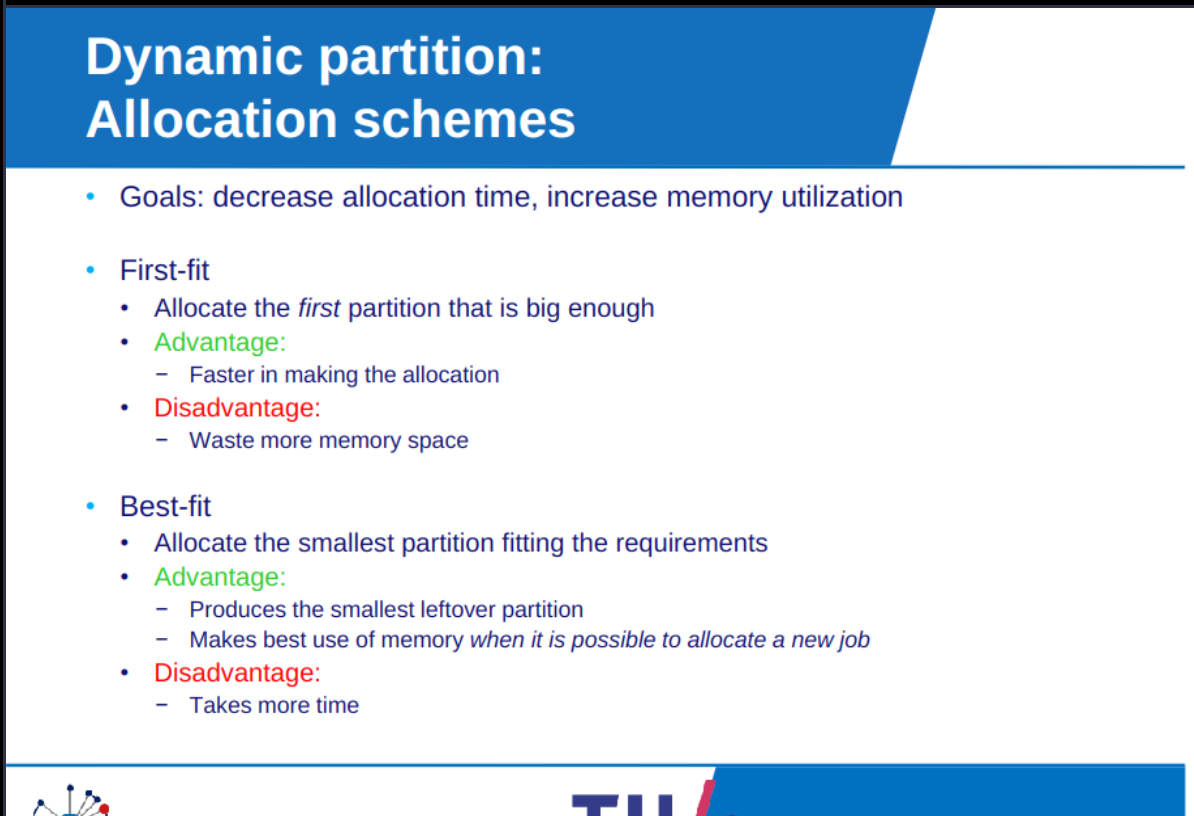 Dynamic partition:
Allocation schemes
• Goals: decrease allocation time, increase memory utilization
• First-fit
• Allocate the first partition that is big enough
• Advantage:
− Faster in making the allocation
• Disadvantage:
− Waste more memory space
• Best-fit
• Allocate the smallest partition fitting the requirements
• Advantage:
− Produces the smallest leftover partition
− Makes best use of memory when it is possible to allocate a new job
• Disadvantage:
− Takes more time